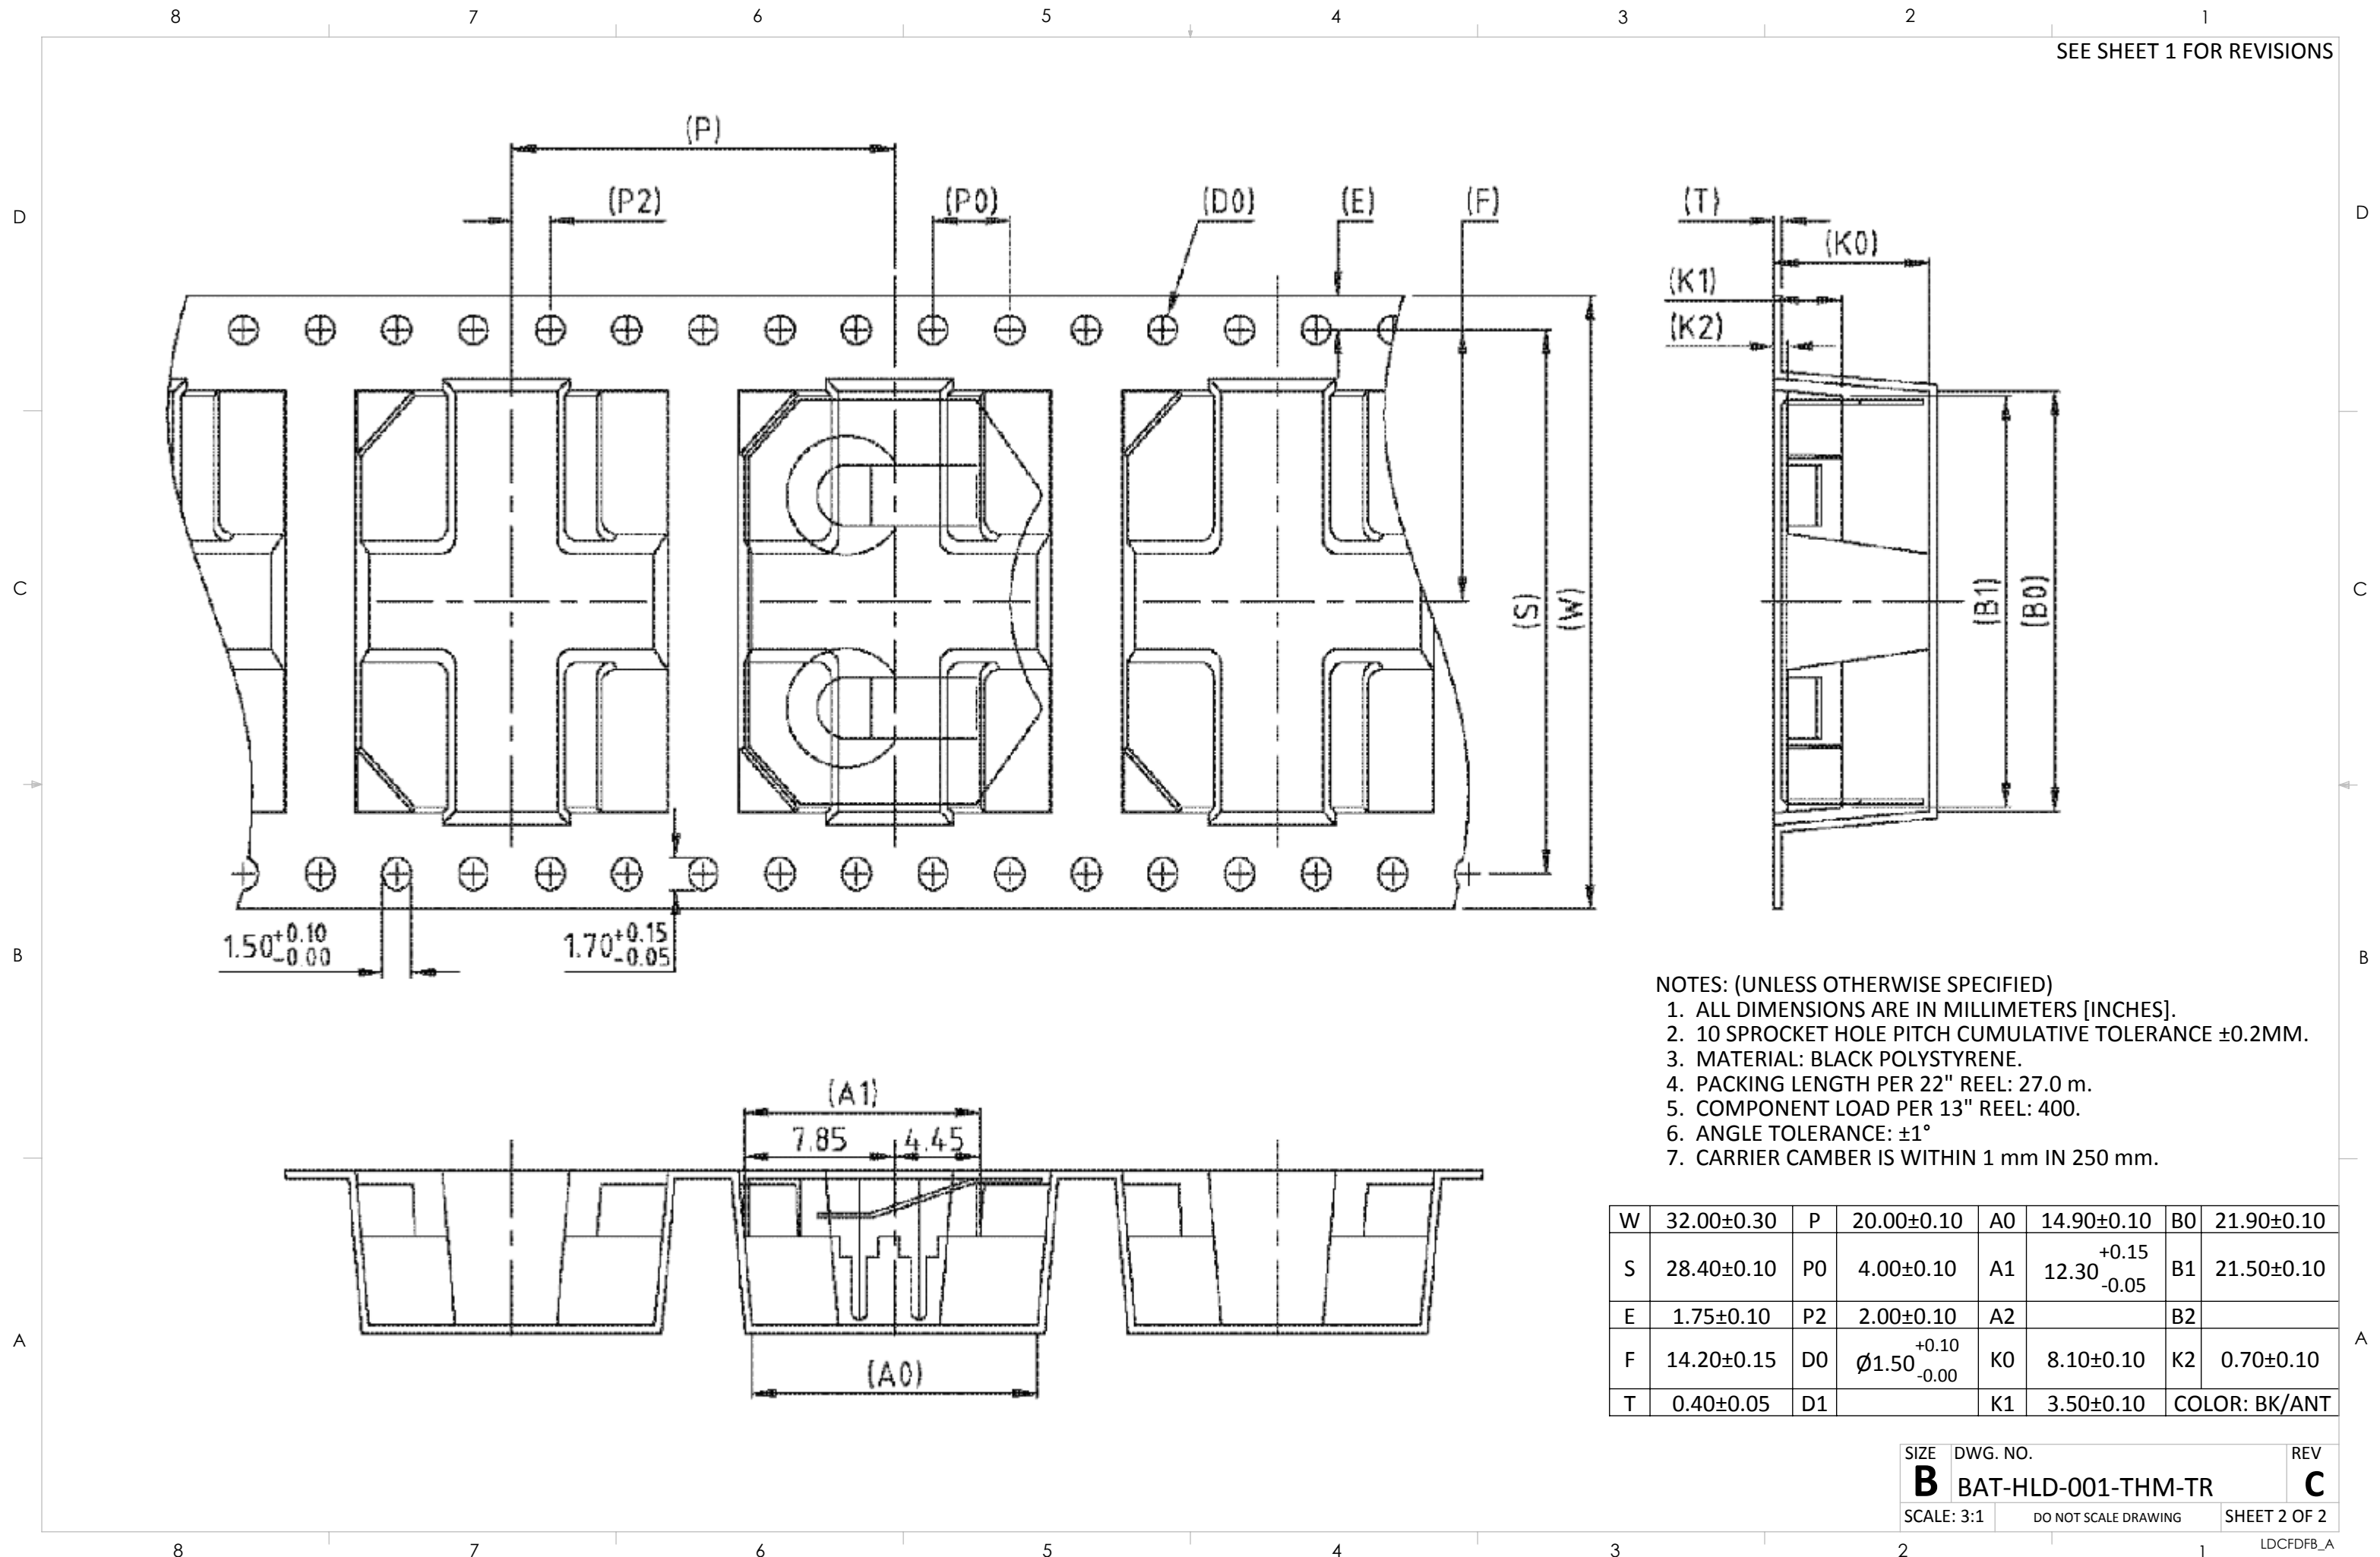 8 7 6 5 4 3 2 1
SEE SHEET 1 FOR REVISIONS
(P)
(P2) (P0) (D0) (E) (F) (T)
(K0)
(K1)
(K2)
D D
C C
B B
A A
(S)
(W)
(B1)
(B0)
1.50 +0.10 -0.00
1.70 +0.15 -0.05
NOTES: (UNLESS OTHERWISE SPECIFIED)
1. ALL DIMENSIONS ARE IN MILLIMETERS [INCHES].
2. 10 SPROCKET HOLE PITCH CUMULATIVE TOLERANCE ±0.2MM.
3. MATERIAL: BLACK POLYSTYRENE.
4. PACKING LENGTH PER 22" REEL: 27.0 m.
5. COMPONENT LOAD PER 13" REEL: 400.
6. ANGLE TOLERANCE: ±1°
7. CARRIER CAMBER IS WITHIN 1 mm IN 250 mm.
(A1)
7.85 4.45
(A0)
W 32.00±0.30 P 20.00±0.10 A0 14.90±0.10 B0 21.90±0.10
S 28.40±0.10 P0 4.00±0.10 A1 12.30 +0.15 -0.05 B1 21.50±0.10
E 1.75±0.10 P2 2.00±0.10 A2 B2
F 14.20±0.15 D0 Ø1.50 +0.10 -0.00 K0 8.10±0.10 K2 0.70±0.10
T 0.40±0.05 D1 K1 3.50±0.10 COLOR: BK/ANT
SIZE DWG. NO. REV
B BAT-HLD-001-THM-TR C
SCALE: 3:1 DO NOT SCALE DRAWING SHEET 2 OF 2
8 7 6 5 4 3 2 1
LDCFDFB_A